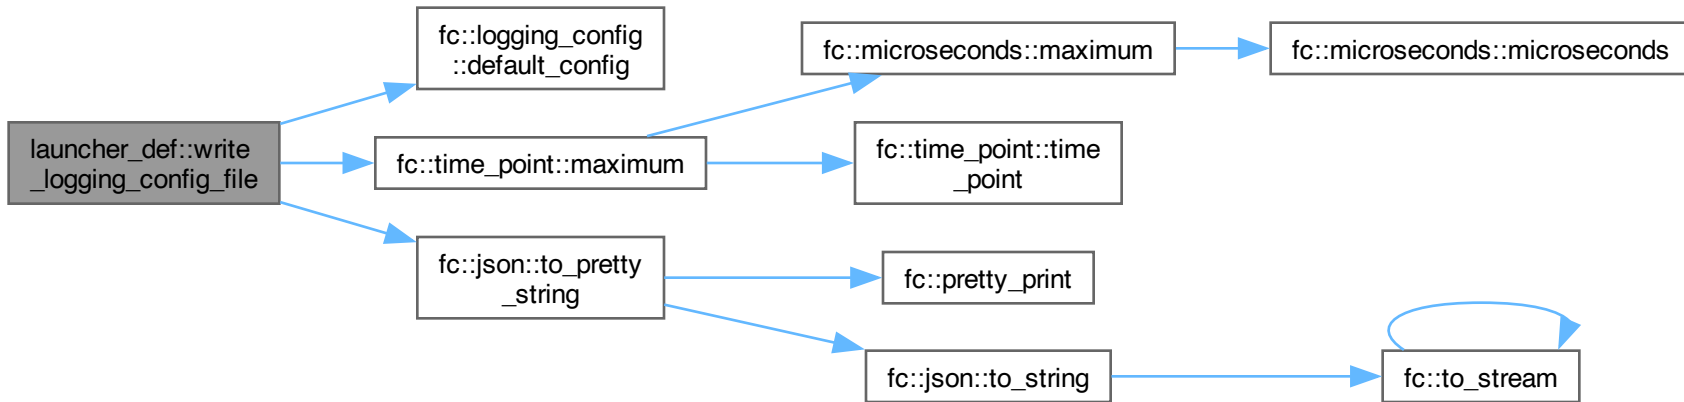 launcher_def::write
_logging_config_file
fc::logging_config
::default_config
fc::time_point::maximum
fc::microseconds::maximum
fc::microseconds::microseconds
fc::time_point::time
_point
fc::json::to_pretty
_string
fc::pretty_print
fc::json::to_string
fc::to_stream